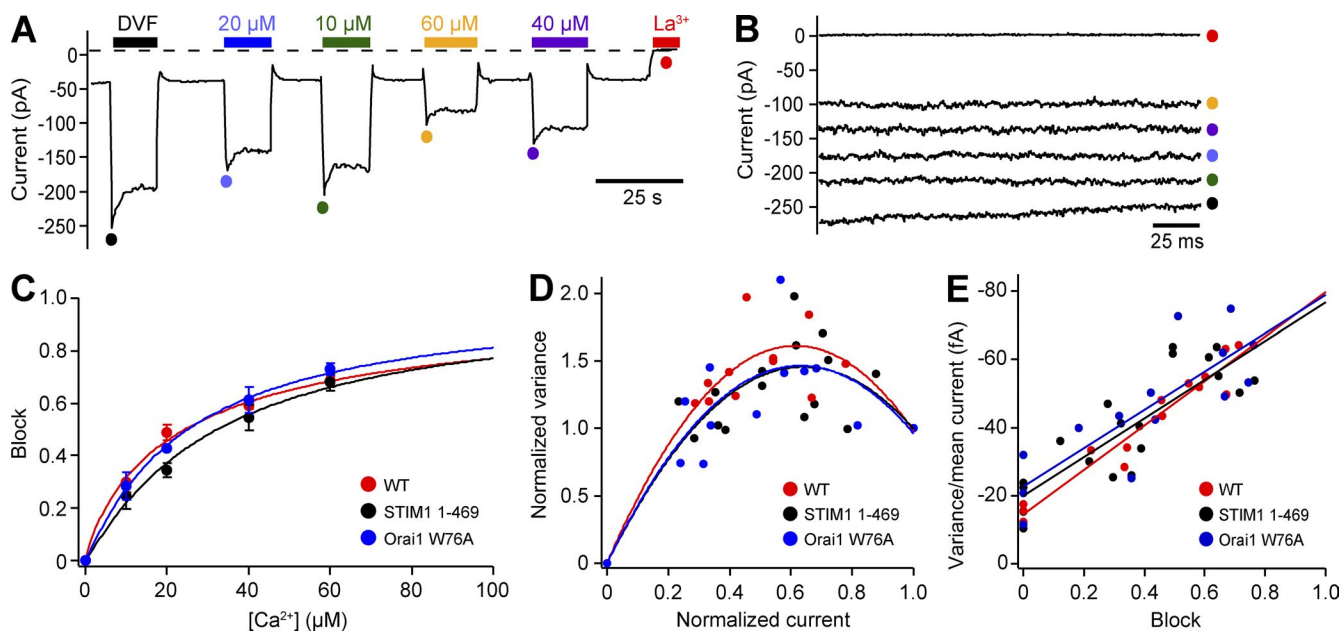 A
DVF 20 µM 10 µM 60 µM 40 µM La³⁺
0
-50
-100
-150
-200
-250
Current (pA)
25 s
B
0
-50
-100
-150
-200
-250
Current (pA)
25 ms
C
1.0
0.8
0.6
0.4
0.2
0
Block
WT
STIM1 1-469
Orai1 W76A
0 20 40 60 80 100
[Ca²⁺] (µM)
D
2.0
1.5
1.0
0.5
0
Normalized variance
WT
STIM1 1-469
Orai1 W76A
0 0.2 0.4 0.6 0.8 1.0
Normalized current
E
-80
-60
-40
-20
0
Variance/mean current (fA)
WT
STIM1 1-469
Orai1 W76A
0 0.2 0.4 0.6 0.8 1.0
Block